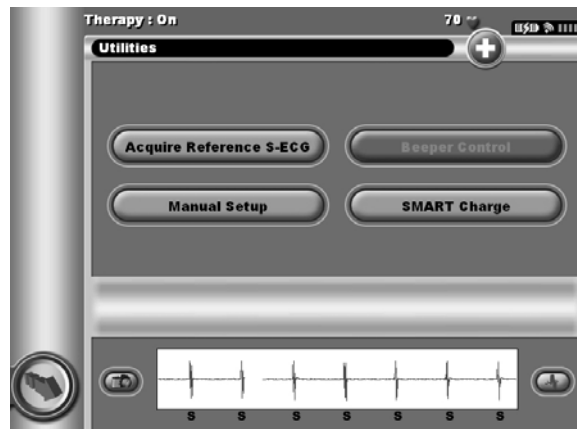 Therapy : On 70
Utilities
Acquire Reference S-ECG Beeper Control
Manual Setup SMART Charge
S S S S S S S